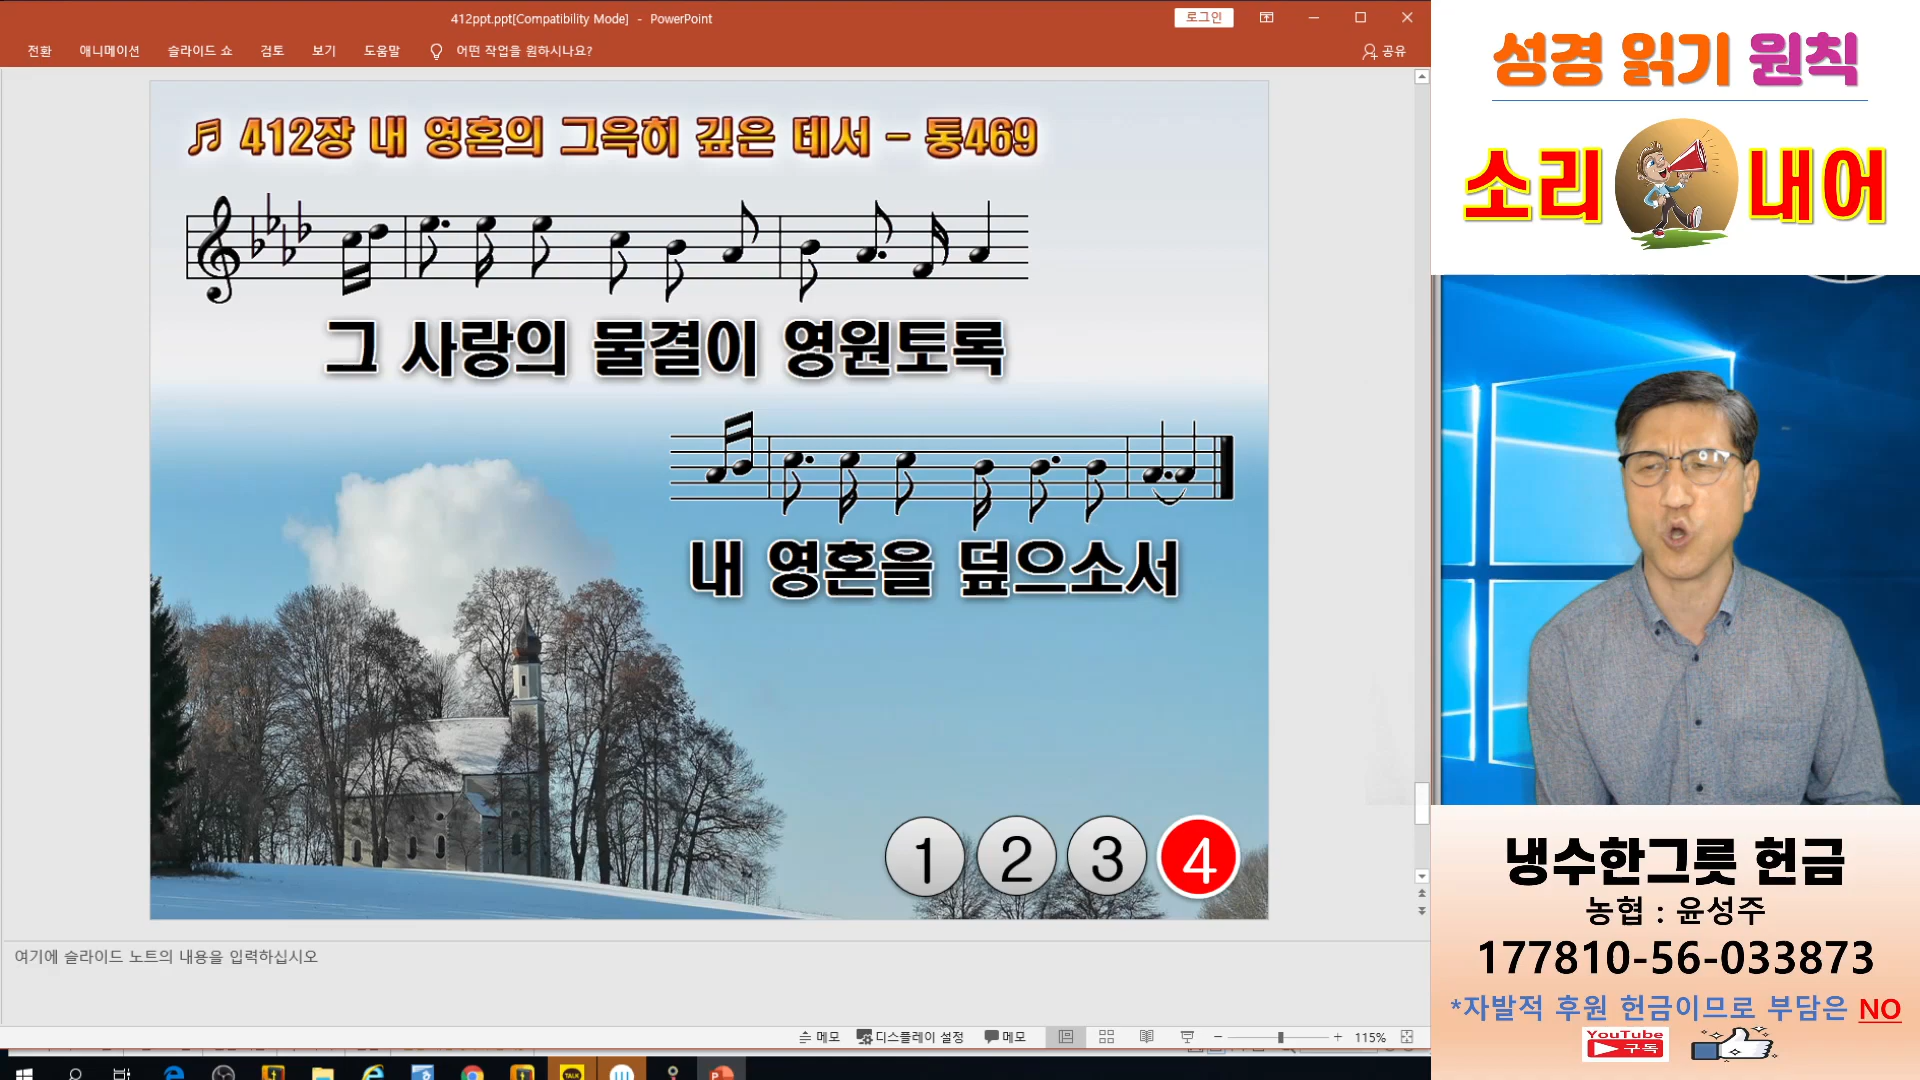 412ppt.ppt[Compatibility Mode] - PowerPoint
로그인
전환 애니메이션 슬라이드 쇼 검토 보기 도움말 어떤 작업을 원하시나요? 공유
412장 내 영혼의 그윽히 깊은 데서 - 통469
그 사랑의 물결이 영원토록
내 영혼을 덮으소서
1 2 3 4
여기에 슬라이드 노트의 내용을 입력하십시오
메모 디스플레이 설정 메모 115%
TALK
성경 읽기 원칙
소리 내어
냉수한그릇 헌금
농협 : 윤성주
177810-56-033873
*자발적 후원 헌금이므로 부담은 NO
YouTube
구독